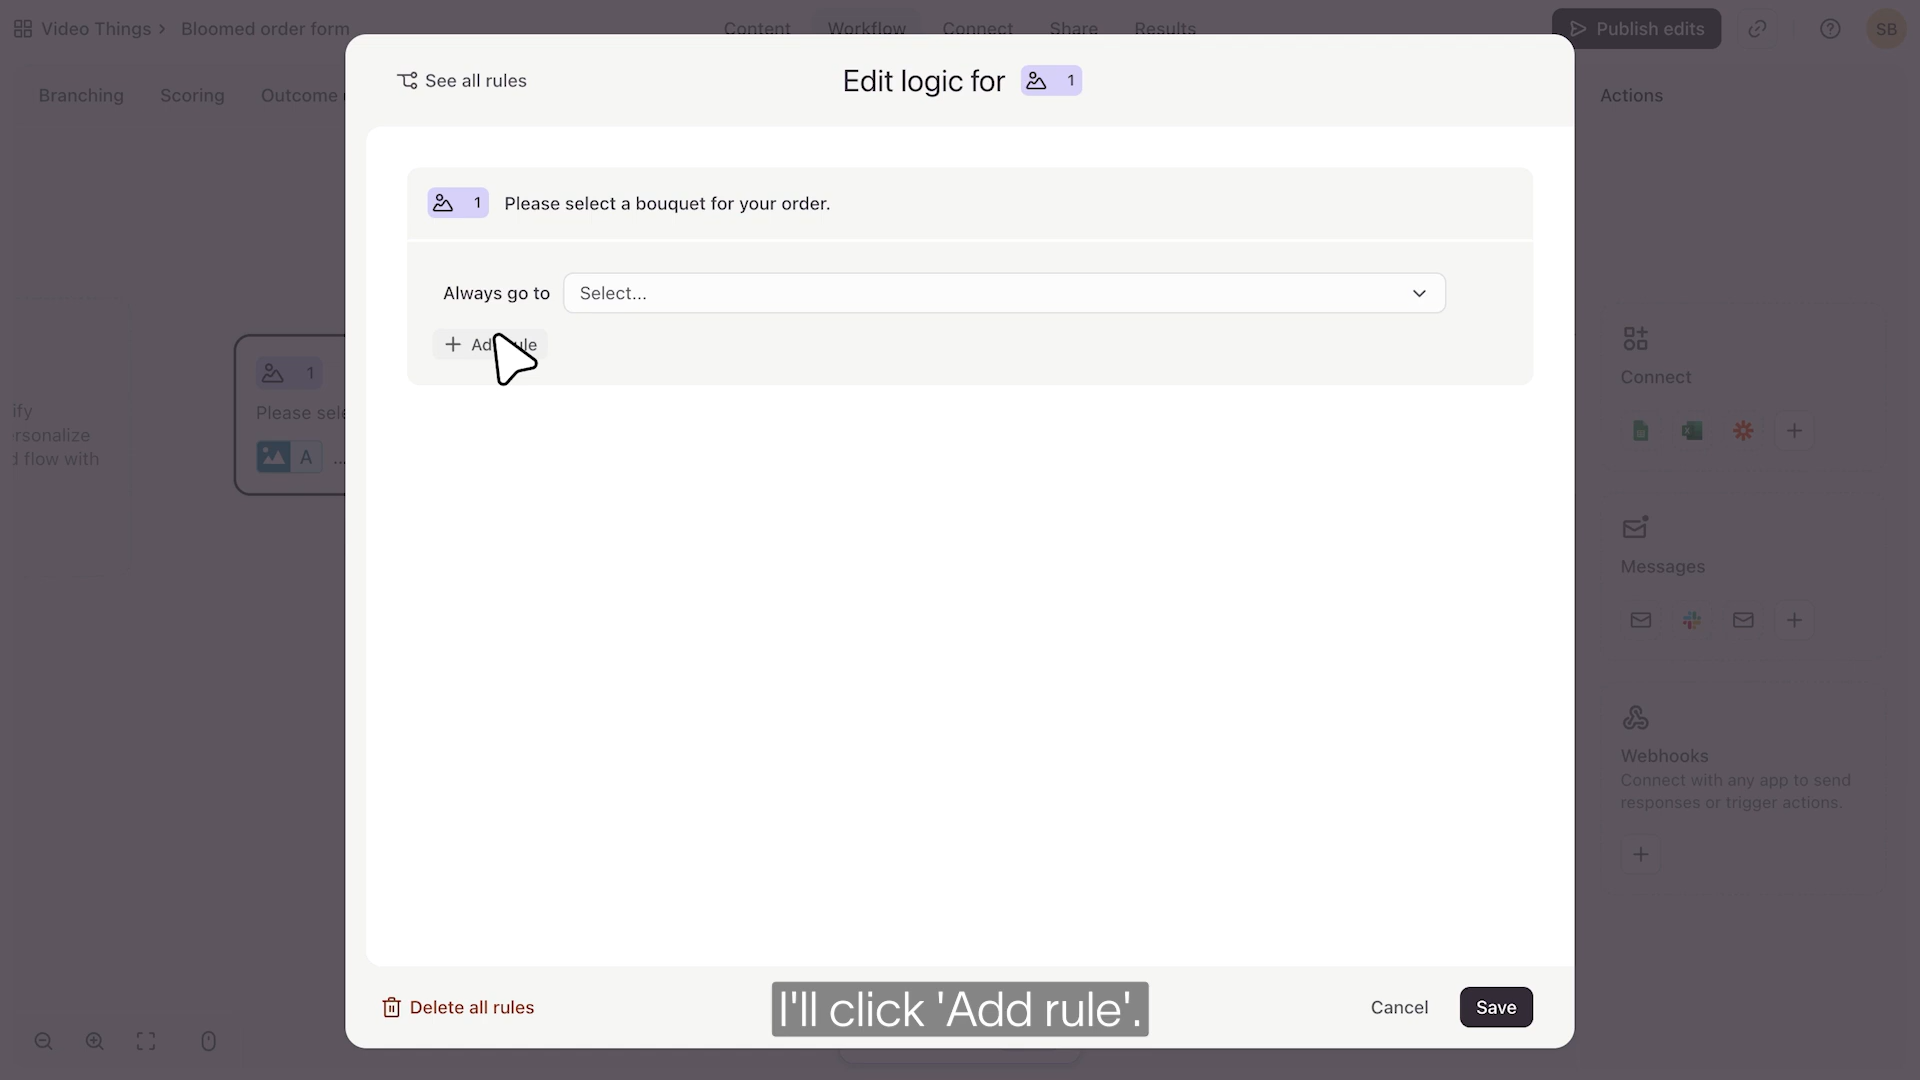 Video Things
Bloomed order form
Content
Workflow
Connect
Share
Results
Publish edits
SB
Branching
Scoring
Outcome
Actions
See all rules
Edit logic for
1
1
Please select a bouquet for your order.
Always go to
Select...
Add rule
1
Please sele
A
...
ify
ersonalize
d flow with
Connect
Messages
Webhooks
Connect with any app to send
responses or trigger actions.
Delete all rules
I'll click 'Add rule'.
Cancel
Save